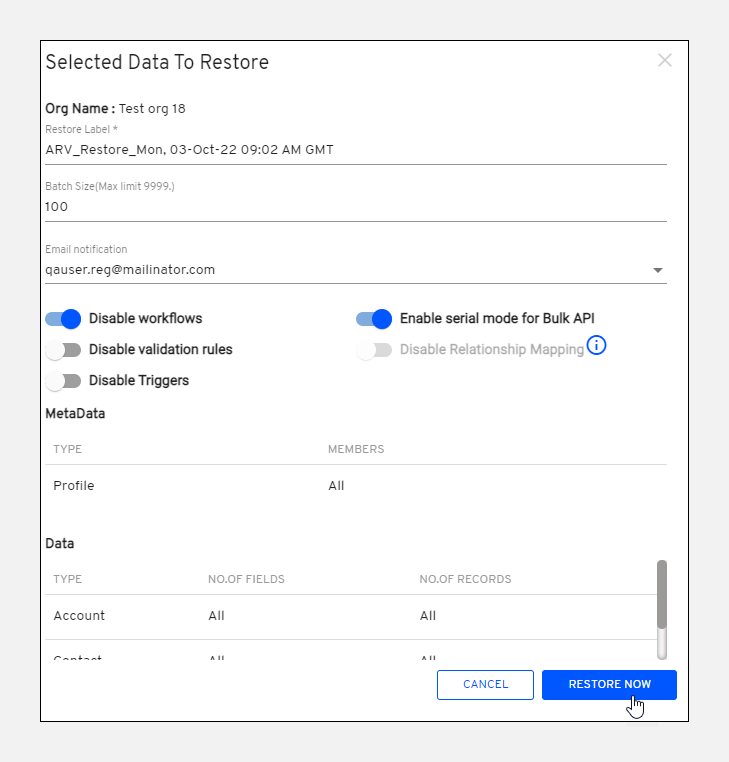 Selected Data To Restore
Org Name : Test org 18
Restore Label *
ARV_Restore_Mon, 03-Oct-22 09:02 AM GMT
Batch Size(Max limit 9999.)
100
Email notification
qauser.reg@mailinator.com
Disable workflows Enable serial mode for Bulk API
Disable validation rules Disable Relationship Mapping
Disable Triggers
MetaData
TYPE MEMBERS
Profile All
Data
TYPE NO.OF FIELDS NO.OF RECORDS
Account All All
Contact All All
CANCEL RESTORE NOW